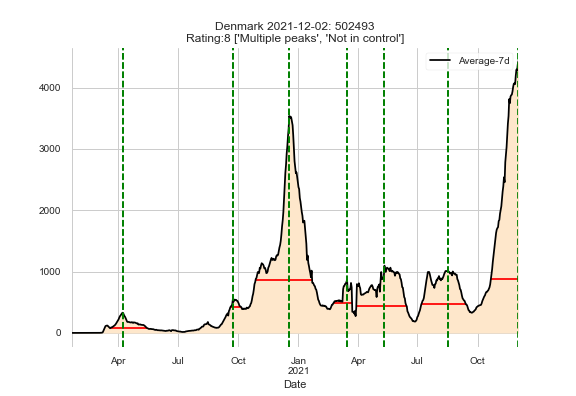 Denmark 2021-12-02: 502493
Rating:8 ['Multiple peaks', 'Not in control']
Average-7d
4000
3000
2000
1000
0
Apr Jul Oct Jan Apr Jul Oct
2021
Date